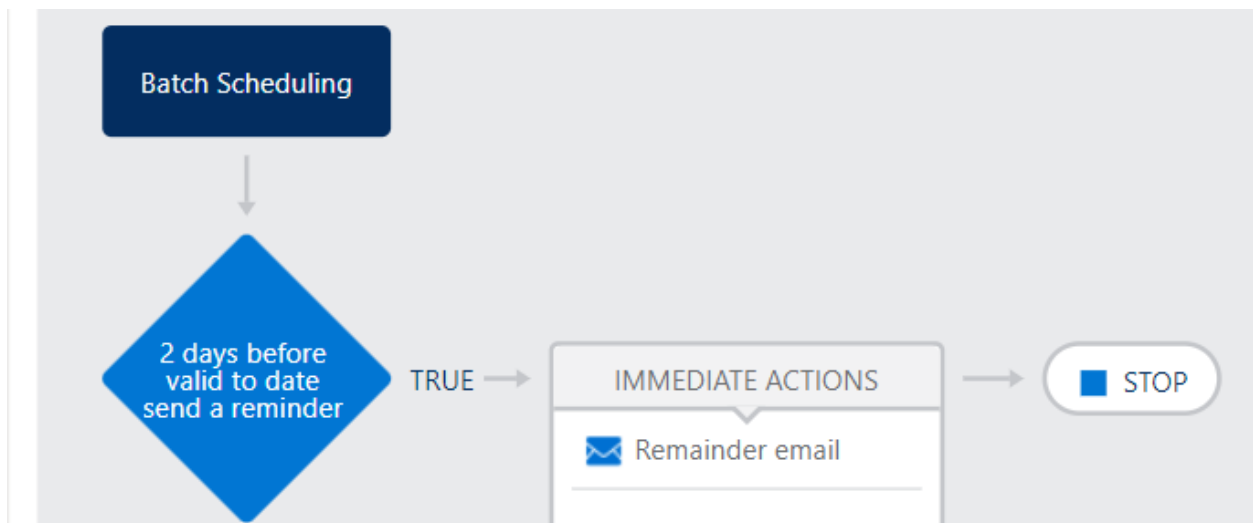 Batch Scheduling
2 days before
valid to date
send a reminder
TRUE
IMMEDIATE ACTIONS
Remainder email
STOP